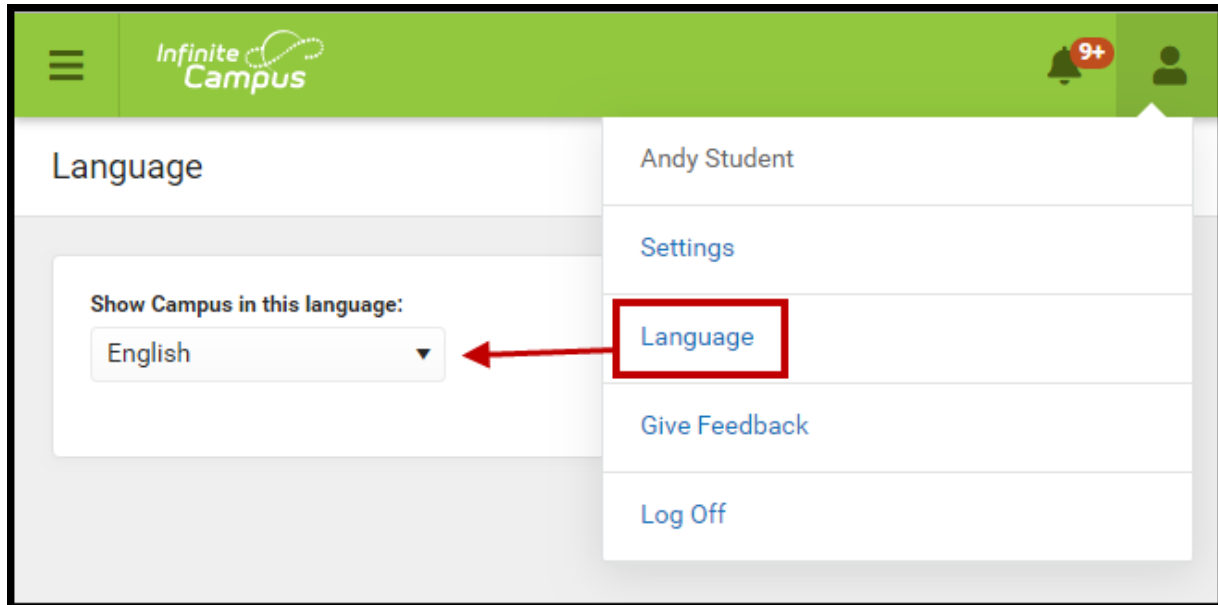 Infinite
Campus
9+
Language
Andy Student
Settings
Show Campus in this language:
English
Language
Give Feedback
Log Off